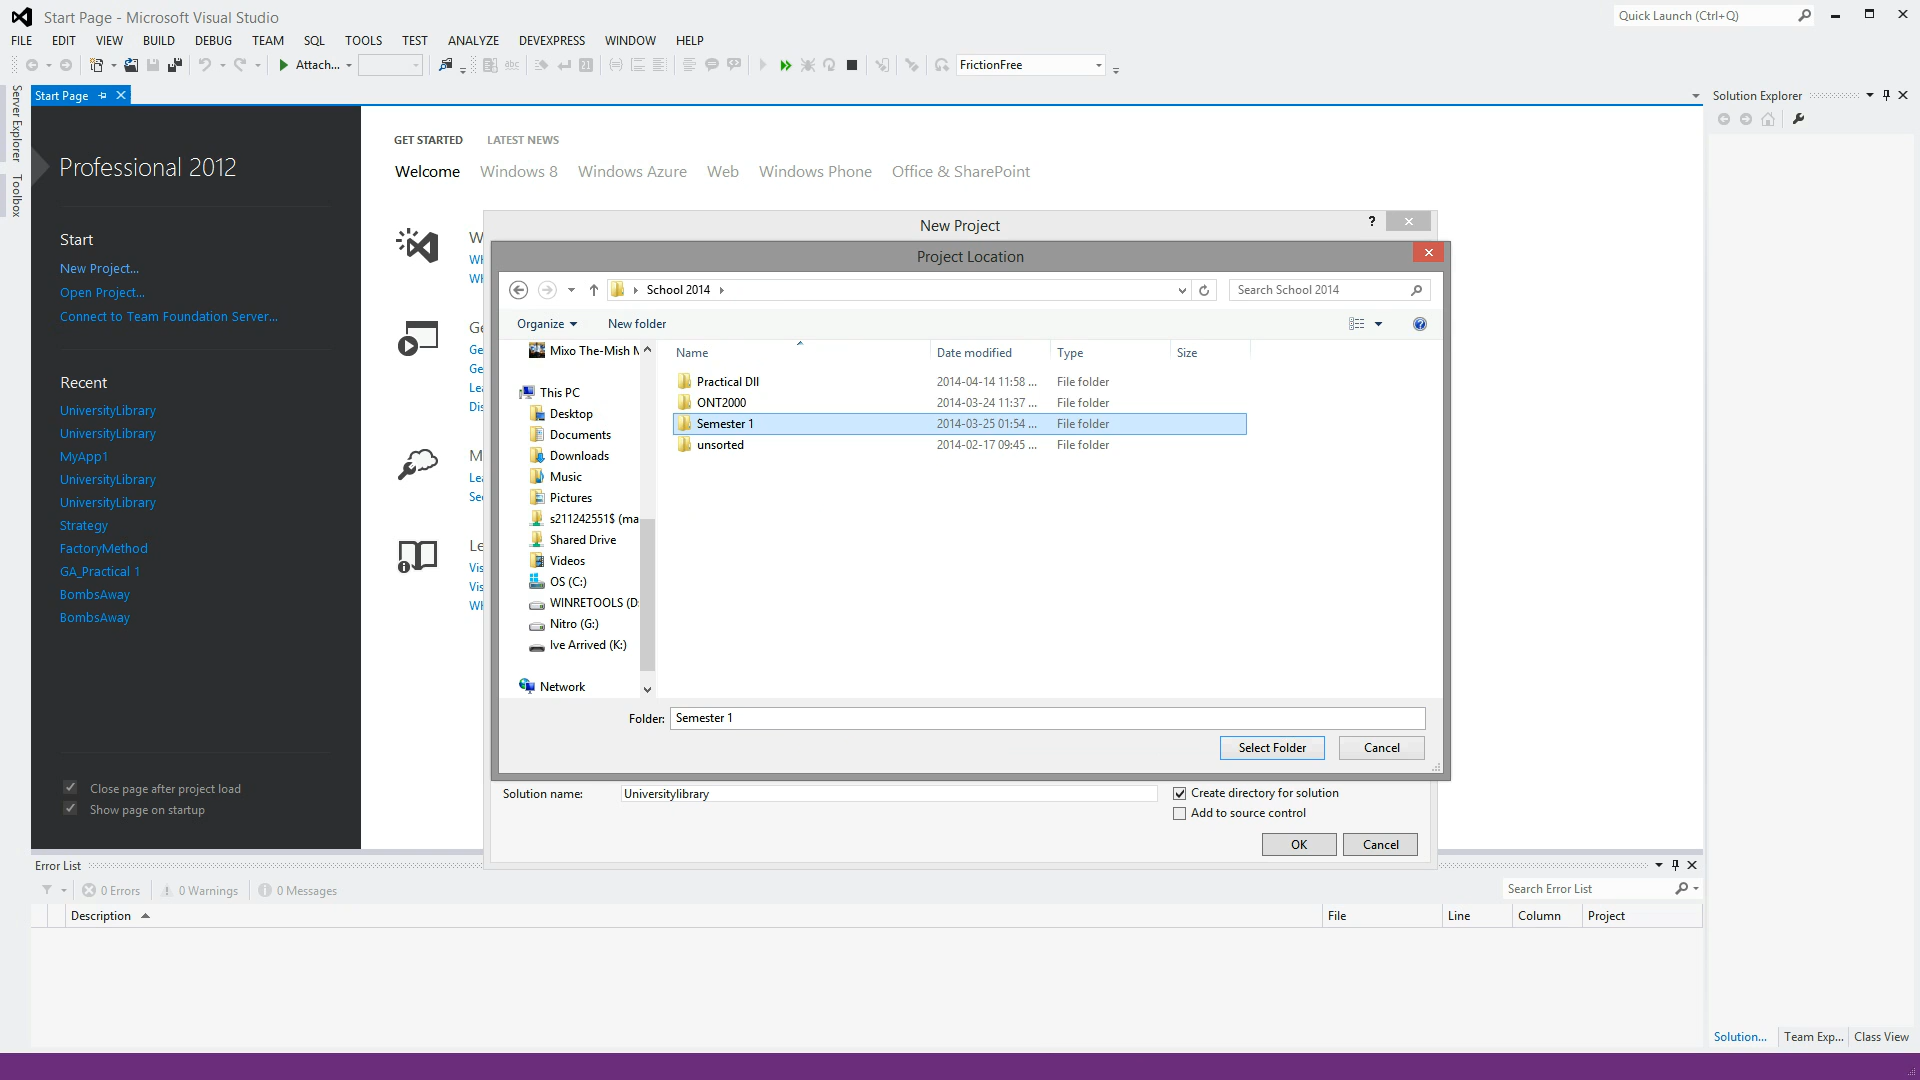 Start Page - Microsoft Visual Studio
Quick Launch (Ctrl+Q)
FILE EDIT VIEW BUILD DEBUG TEAM SQL TOOLS TEST ANALYZE DEVEXPRESS WINDOW HELP
Attach... FrictionFree
Server Explorer
Toolbox
Start Page
Professional 2012
Start
New Project...
Open Project...
Connect to Team Foundation Server...
Recent
UniversityLibrary
UniversityLibrary
MyApp1
UniversityLibrary
UniversityLibrary
Strategy
FactoryMethod
GA_Practical 1
BombsAway
BombsAway
Close page after project load
Show page on startup
GET STARTED LATEST NEWS
Welcome Windows 8 Windows Azure Web Windows Phone Office & SharePoint
New Project
?
Project Location
School 2014
Search School 2014
Organize New folder
Mixo The-Mish
This PC
Desktop
Documents
Downloads
Music
Pictures
s211242551$ (ma
Shared Drive
Videos
OS (C:)
WINRETOOLS (D:
Nitro (G:)
Ive Arrived (K:)
Network
Name Date modified Type Size
Practical DII 2014-04-14 11:58 ... File folder
ONT2000 2014-03-24 11:37 ... File folder
Semester 1 2014-03-25 01:54 ... File folder
unsorted 2014-02-17 09:45 ... File folder
Folder: Semester 1
Select Folder Cancel
Solution name: Universitylibrary
Create directory for solution
Add to source control
OK Cancel
Error List
0 Errors 0 Warnings 0 Messages
Search Error List
Description File Line Column Project
Solution Explorer
Solution... Team Exp... Class View